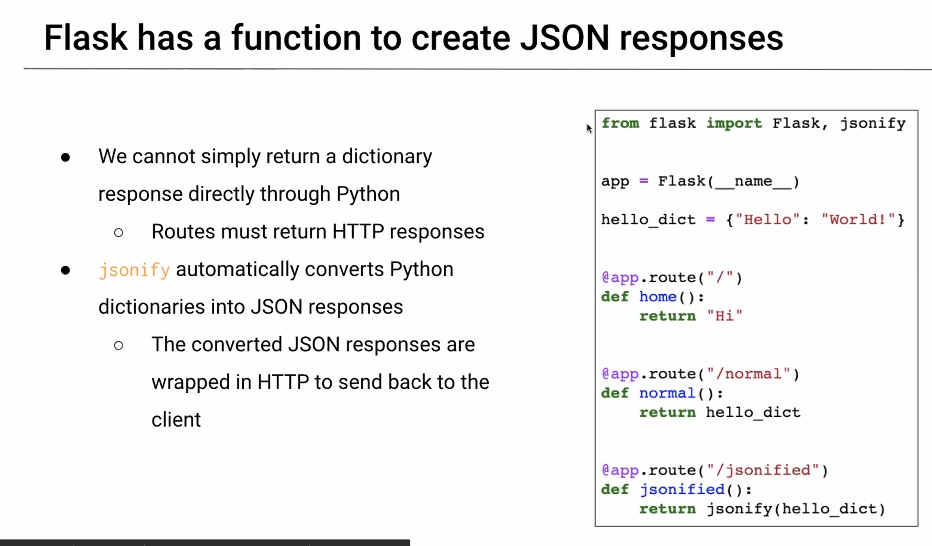 Flask has a function to create JSON responses
● We cannot simply return a dictionary
response directly through Python
○ Routes must return HTTP responses
● jsonify automatically converts Python
dictionaries into JSON responses
○ The converted JSON responses are
wrapped in HTTP to send back to the
client
from flask import Flask, jsonify
app = Flask(__name__)
hello_dict = {"Hello": "World!"}
@app.route("/")
def home():
    return "Hi"
@app.route("/normal")
def normal():
    return hello_dict
@app.route("/jsonified")
def jsonified():
    return jsonify(hello_dict)